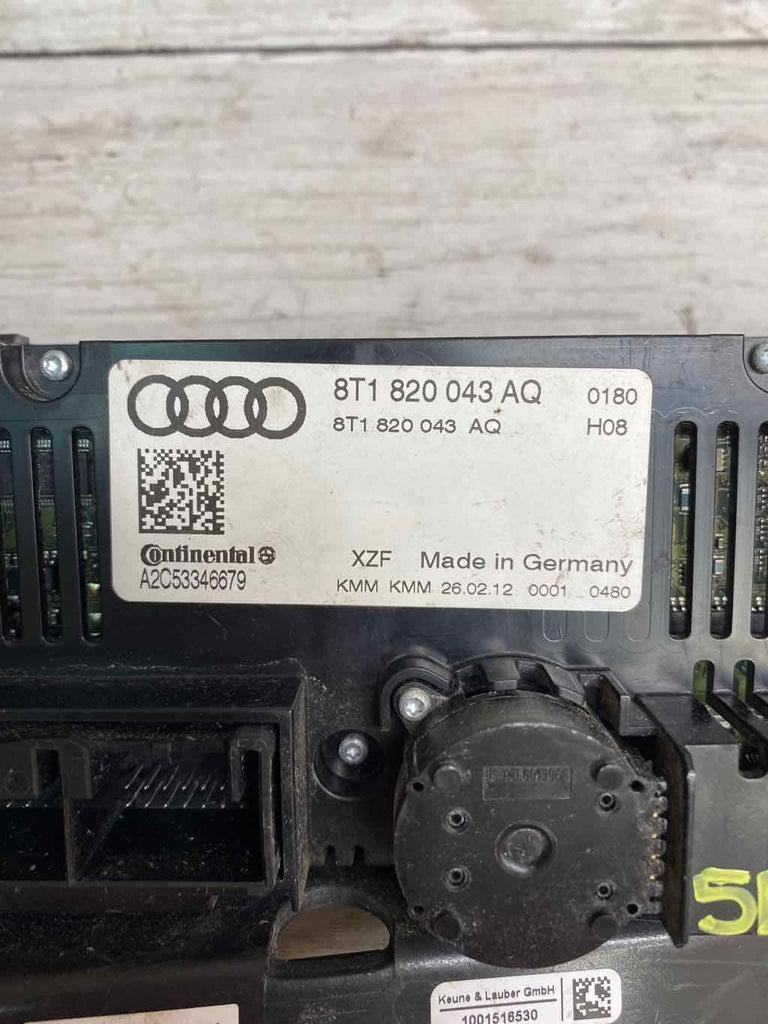 8T1 820 043 AQ 0180
8T1 820 043 AQ H08
Continental
A2C53346679
XZF Made in Germany
KMM KMM 26.02.12 0001 0480
Keune & Lauber GmbH
1001516530